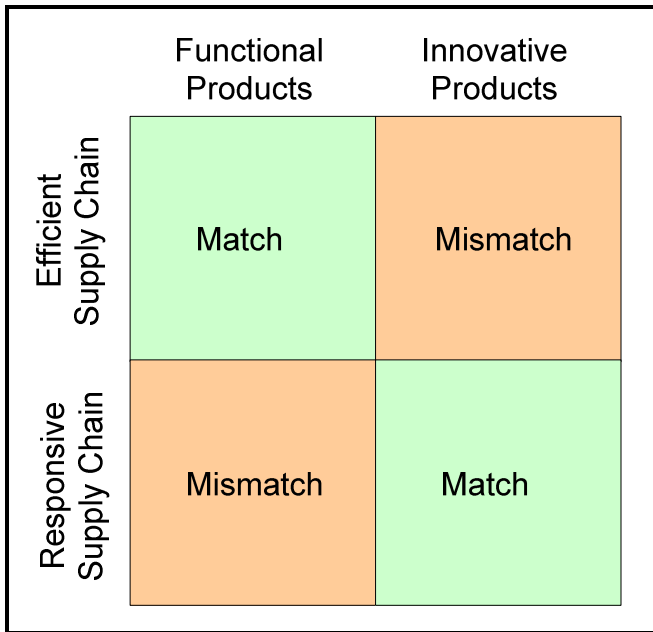 Functional
Products
Innovative
Products
Efficient
Supply Chain
Match
Mismatch
Responsive
Supply Chain
Mismatch
Match